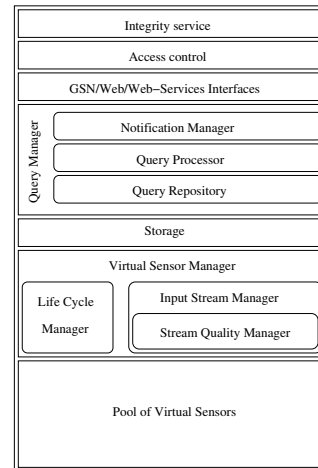 Integrity service
Access control
GSN/Web/Web−Services Interfaces
Query Manager
Notification Manager
Query Processor
Query Repository
Storage
Virtual Sensor Manager
Life Cycle
Manager
Input Stream Manager
Stream Quality Manager
Pool of Virtual Sensors